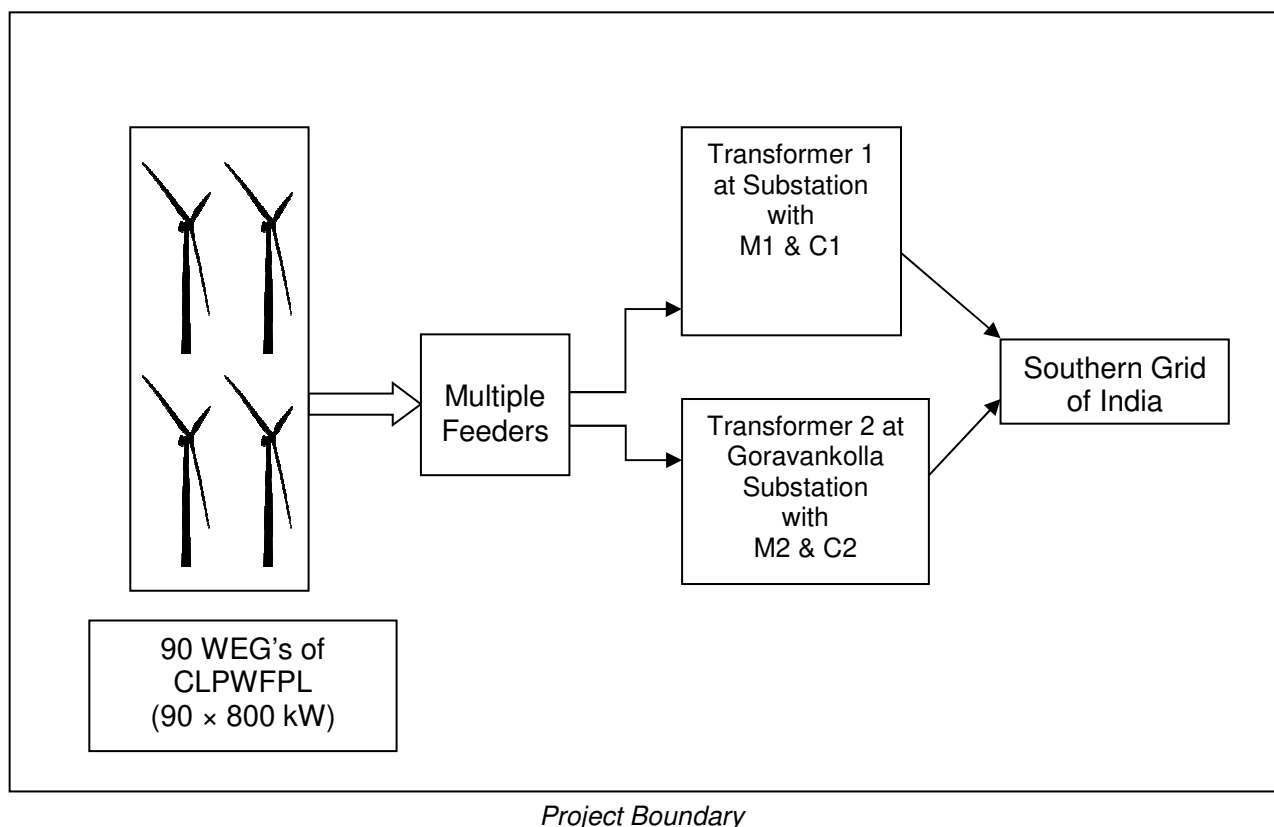 90 WEG's of
CLPWFPL
(90 × 800 kW)
Multiple
Feeders
Transformer 1
at Substation
with
M1 & C1
Transformer 2 at
Goravankolla
Substation
with
M2 & C2
Southern Grid
of India
Project Boundary